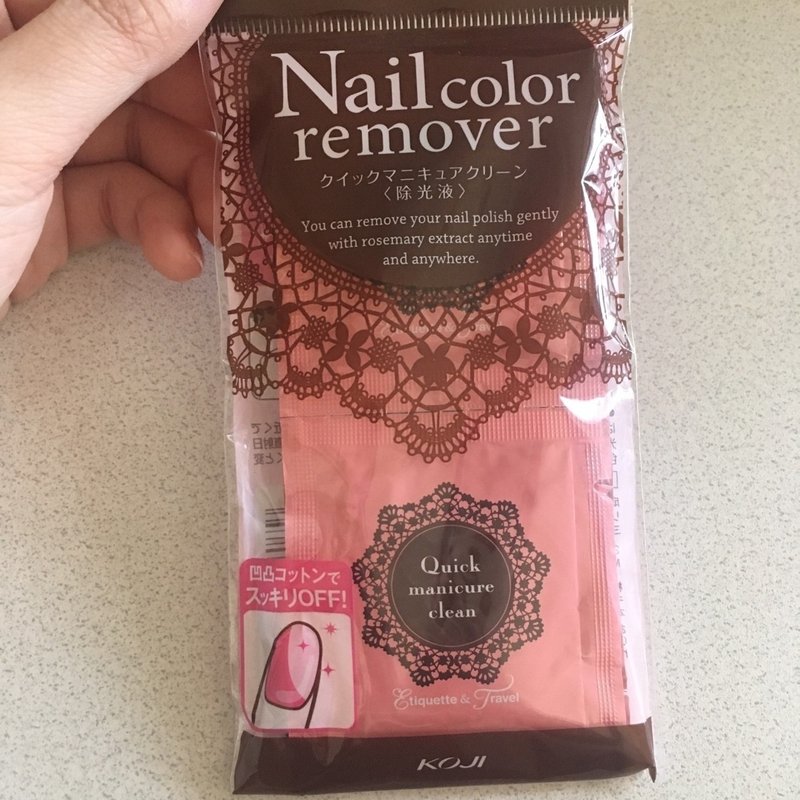 Nail color
remover
クイックマニキュアクリーン
〈除光液〉
You can remove your nail polish gently
with rosemary extract anytime
and anywhere.
Quick
manicure
clean
Etiquette & Travel
凹凸コットンで
スッキリOFF!
KOJI